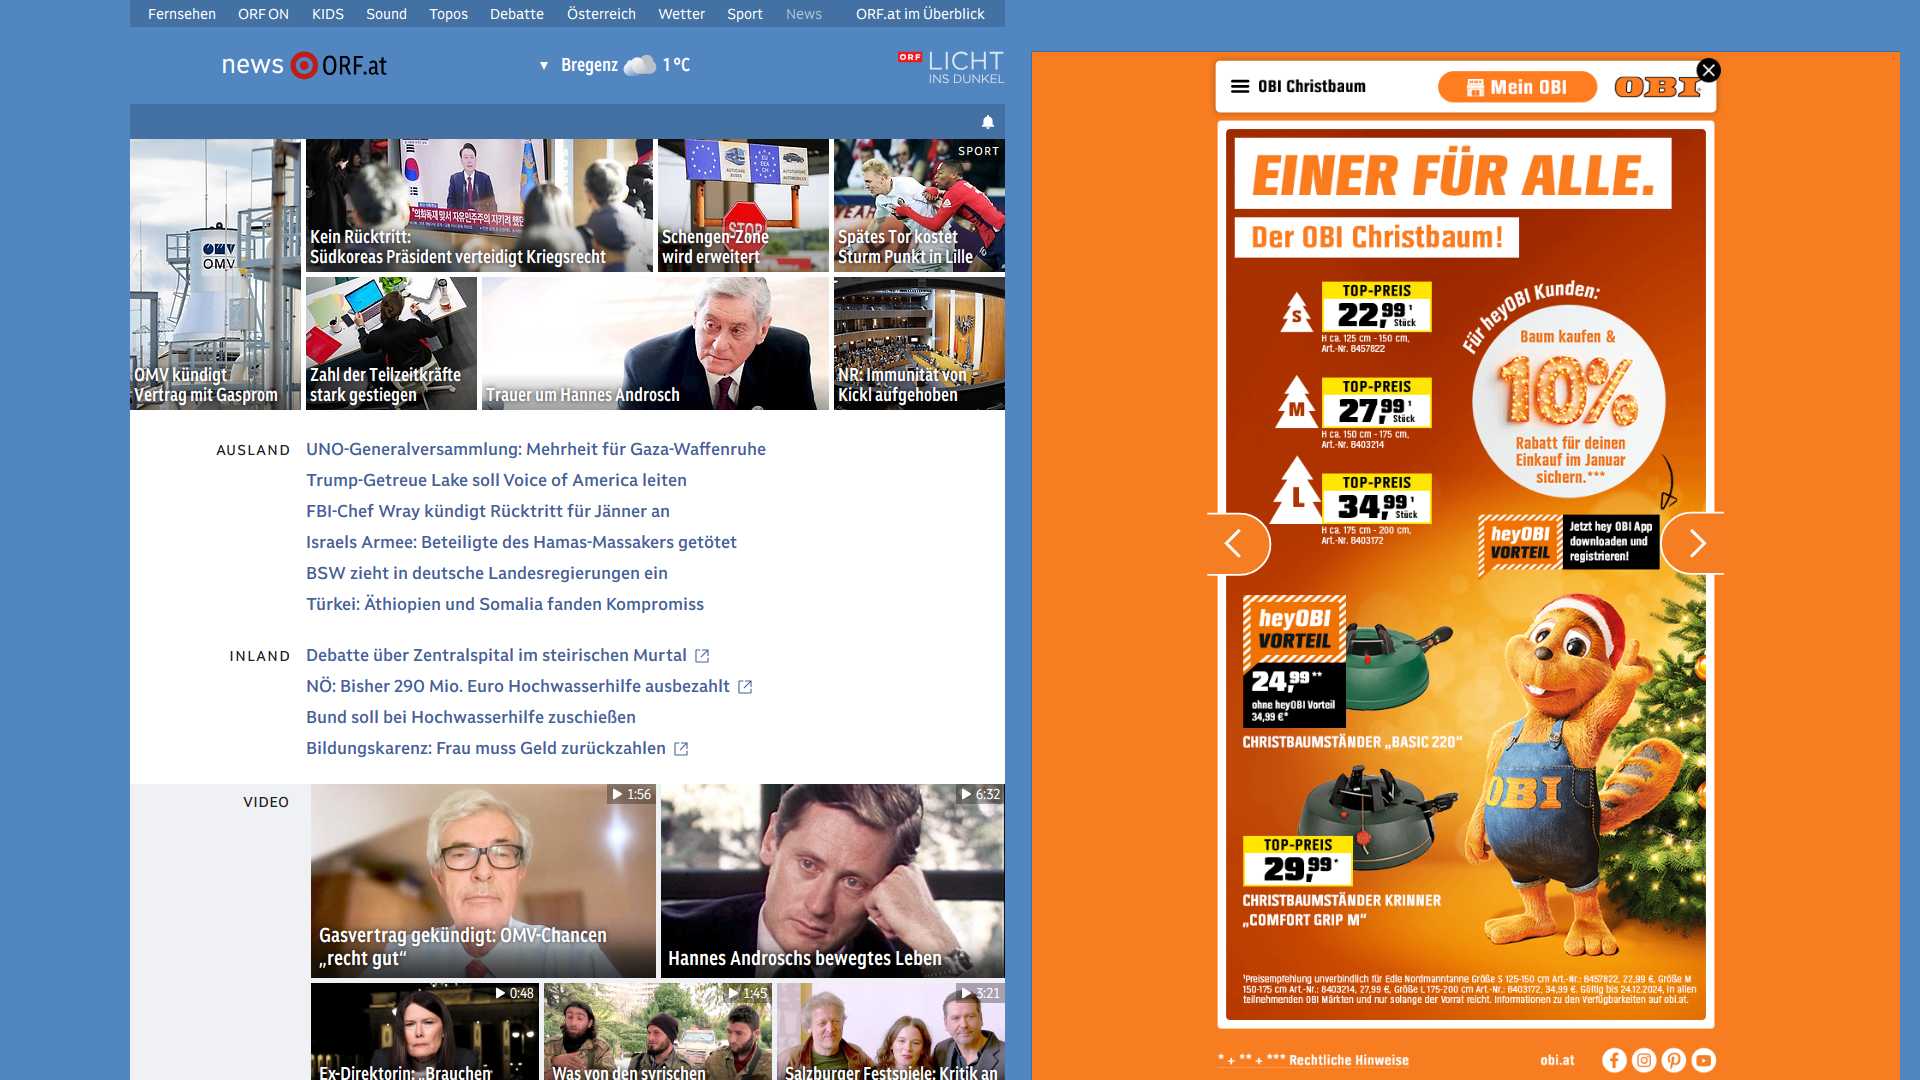 Fernsehen ORF ON KIDS Sound Topos Debatte Österreich Wetter Sport News ORF.at im Überblick
news ORF.at
▼ Bregenz 1 °C
ORF LICHT
INS DUNKEL
OMV
OMV kündigt
Vertrag mit Gasprom
Kein Rücktritt:
Südkoreas Präsident verteidigt Kriegsrecht
STOP
Schengen-Zone
wird erweitert
SPORT
Spätes Tor kostet
Sturm Punkt in Lille
Zahl der Teilzeitkräfte
stark gestiegen
Trauer um Hannes Androsch
NR: Immunität von
Kickl aufgehoben
AUSLAND
UNO-Generalversammlung: Mehrheit für Gaza-Waffenruhe
Trump-Getreue Lake soll Voice of America leiten
FBI-Chef Wray kündigt Rücktritt für Jänner an
Israels Armee: Beteiligte des Hamas-Massakers getötet
BSW zieht in deutsche Landesregierungen ein
Türkei: Äthiopien und Somalia fanden Kompromiss
INLAND
Debatte über Zentralspital im steirischen Murtal
NÖ: Bisher 290 Mio. Euro Hochwasserhilfe ausbezahlt
Bund soll bei Hochwasserhilfe zuschießen
Bildungskarenz: Frau muss Geld zurückzahlen
VIDEO
1:56
Gasvertrag gekündigt: OMV-Chancen
„recht gut“
6:32
Hannes Androschs bewegtes Leben
0:48
Ex-Direktorin: „Brauchen
1:45
Was von den syrischen
3:21
Salzburger Festspiele: Kritik an
OBI Christbaum
Mein OBI
OBI
EINER FÜR ALLE.
Der OBI Christbaum!
S
TOP-PREIS
22,99¹
Stück
H ca. 125 cm - 150 cm,
Art.-Nr. 8457822
M
TOP-PREIS
27,99¹
Stück
H ca. 150 cm - 175 cm,
Art.-Nr. 8403214
L
TOP-PREIS
34,99¹
Stück
H ca. 175 cm - 200 cm,
Art.-Nr. 8403172
Für heyOBI Kunden:
Baum kaufen &
10%
Rabatt für deinen
Einkauf im Januar
sichern.***
heyOBI
VORTEIL
Jetzt hey OBI App
downloaden und
registrieren!
heyOBI
VORTEIL
24,99**
ohne heyOBI Vorteil
34,99 €*
CHRISTBAUMSTÄNDER „BASIC 220“
OBI
TOP-PREIS
29,99*
CHRISTBAUMSTÄNDER KRINNER
„COMFORT GRIP M“
¹Preisempfehlung unverbindlich für Edle Nordmanntanne Größe S 125-150 cm Art.-Nr.: 8457822, 22,99 €, Größe M
150-175 cm Art.-Nr.: 8403214, 27,99 €, Größe L 175-200 cm Art.-Nr.: 8403172, 34,99 €. Gültig bis 24.12.2024, in allen
teilnehmenden OBI Märkten und nur solange der Vorrat reicht. Informationen zu den Verfügbarkeiten auf obi.at.
* + ** + *** Rechtliche Hinweise
obi.at